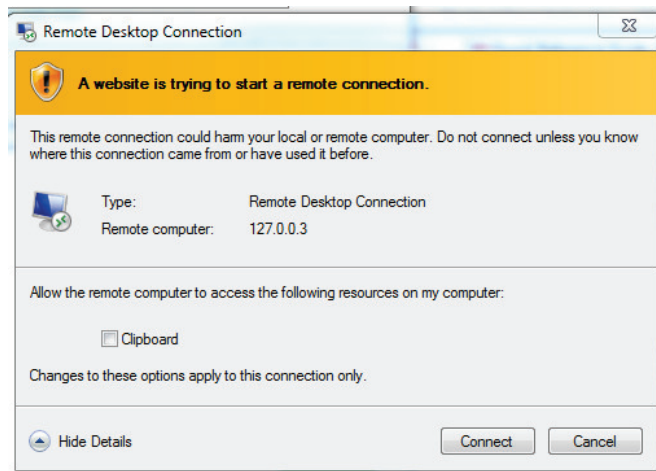 Remote Desktop Connection
A website is trying to start a remote connection.
This remote connection could harm your local or remote computer. Do not connect unless you know
where this connection came from or have used it before.
Type: Remote Desktop Connection
Remote computer: 127.0.0.3
Allow the remote computer to access the following resources on my computer:
Clipboard
Changes to these options apply to this connection only.
Hide Details Connect Cancel